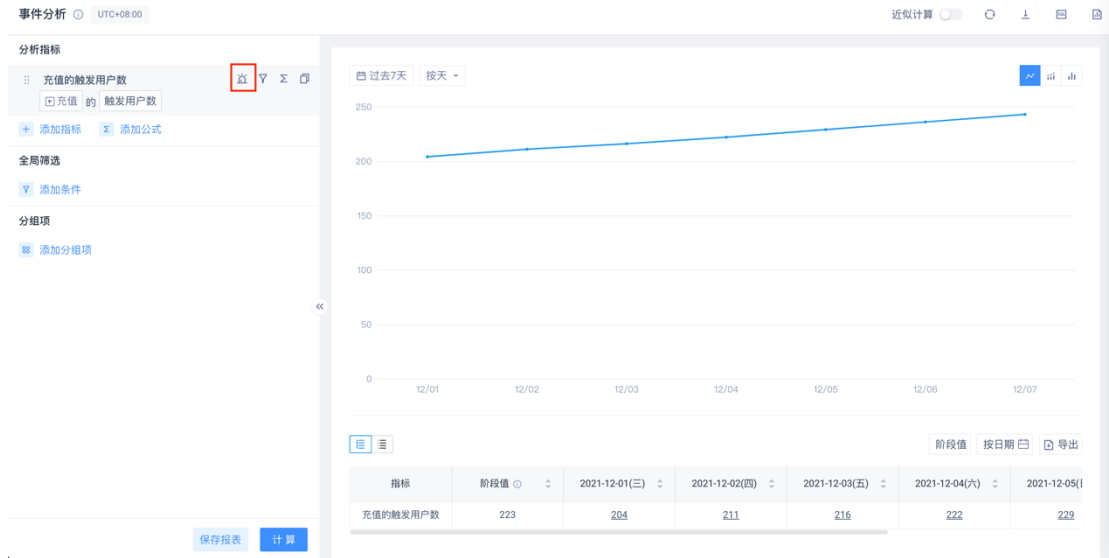 事件分析 UTC+08:00
近似计算
分析指标
充值的触发用户数
充值 的 触发用户数
添加指标 添加公式
全局筛选
添加条件
分组项
添加分组项
保存报表 计算
过去7天 按天
250
200
150
100
50
0
12/01 12/02 12/03 12/04 12/05 12/06 12/07
阶段值 按日期 导出
指标 阶段值 2021-12-01(三) 2021-12-02(四) 2021-12-03(五) 2021-12-04(六) 2021-12-05(
充值的触发用户数 223 204 211 216 222 229